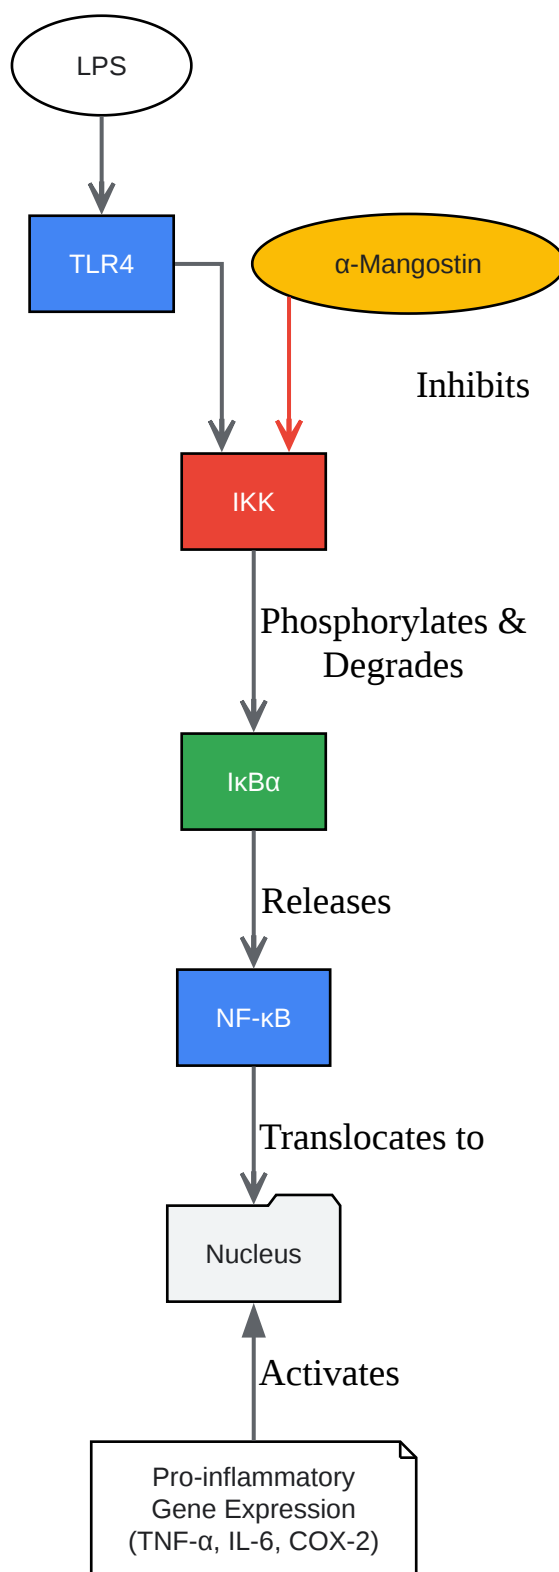 LPS
TLR4
α-Mangostin
Inhibits
IKK
Phosphorylates &
Degrades
IκBα
Releases
NF-κB
Translocates to
Nucleus
Activates
Pro-inflammatory
Gene Expression
(TNF-α, IL-6, COX-2)